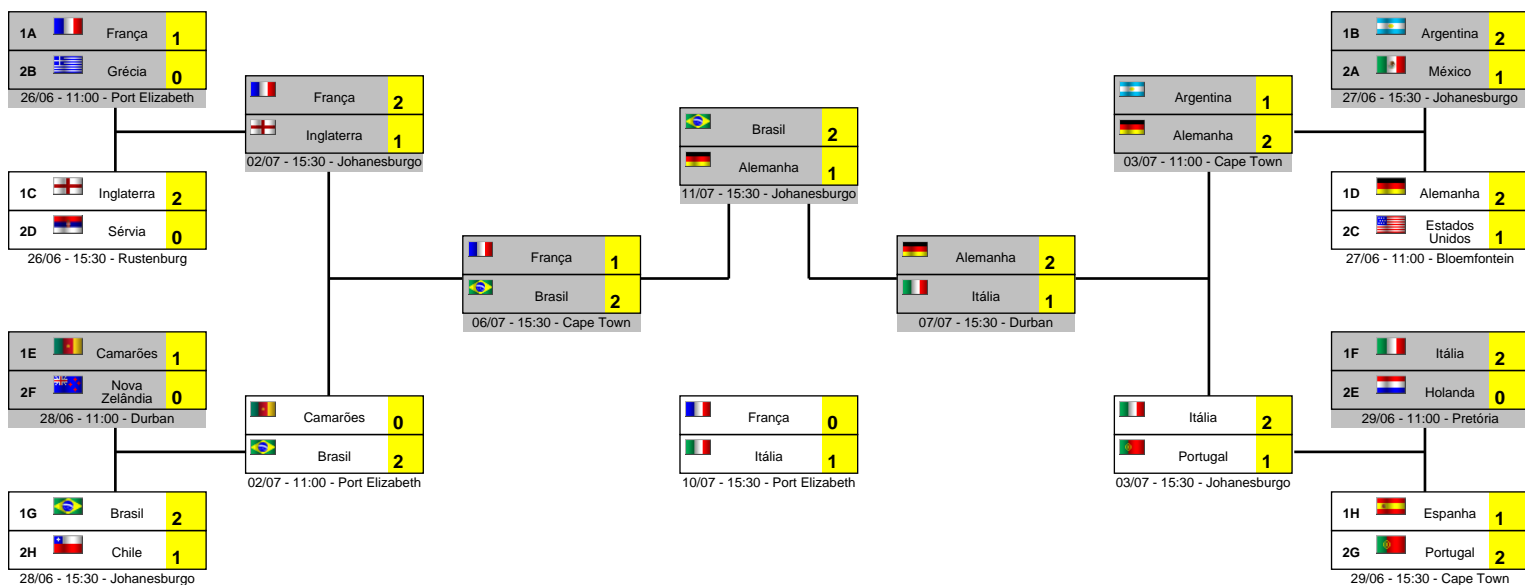 1A França 1
2B Grécia 0
26/06 - 11:00 - Port Elizabeth
1C Inglaterra 2
2D Sérvia 0
26/06 - 15:30 - Rustenburg
1E Camarões 1
2F Nova
Zelândia 0
28/06 - 11:00 - Durban
1G Brasil 2
2H Chile 1
28/06 - 15:30 - Johanesburgo
França 2
Inglaterra 1
02/07 - 15:30 - Johanesburgo
Camarões 0
Brasil 2
02/07 - 11:00 - Port Elizabeth
França 1
Brasil 2
06/07 - 15:30 - Cape Town
Brasil 2
Alemanha 1
11/07 - 15:30 - Johanesburgo
França 0
Itália 1
10/07 - 15:30 - Port Elizabeth
Alemanha 2
Itália 1
07/07 - 15:30 - Durban
Argentina 1
Alemanha 2
03/07 - 11:00 - Cape Town
Itália 2
Portugal 1
03/07 - 15:30 - Johanesburgo
1B Argentina 2
2A México 1
27/06 - 15:30 - Johanesburgo
1D Alemanha 2
2C Estados
Unidos 1
27/06 - 11:00 - Bloemfontein
1F Itália 2
2E Holanda 0
29/06 - 11:00 - Pretória
1H Espanha 1
2G Portugal 2
29/06 - 15:30 - Cape Town